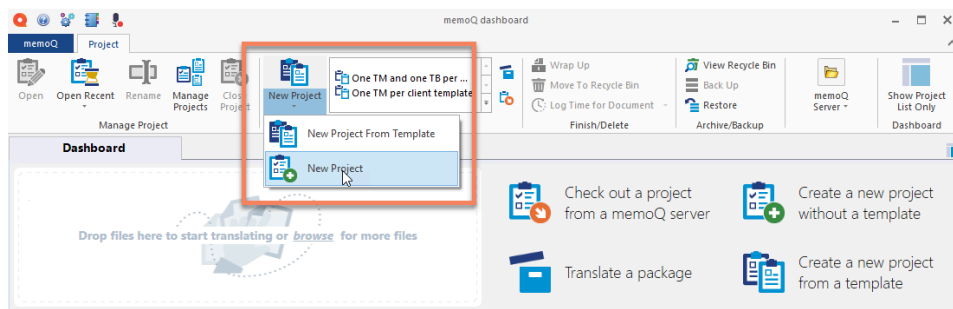 memoQ dashboard
memoQ Project
Open
Open Recent
Rename
Manage
Projects
Close
Project
Manage Project
New Project
One TM and one TB per ...
One TM per client template
New Project From Template
New Project
Wrap Up
Move To Recycle Bin
Log Time for Document
Finish/Delete
View Recycle Bin
Back Up
Restore
Archive/Backup
memoQ
Server
Show Project
List Only
Dashboard
Dashboard
Drop files here to start translating or browse for more files
Check out a project
from a memoQ server
Create a new project
without a template
Translate a package
Create a new project
from a template